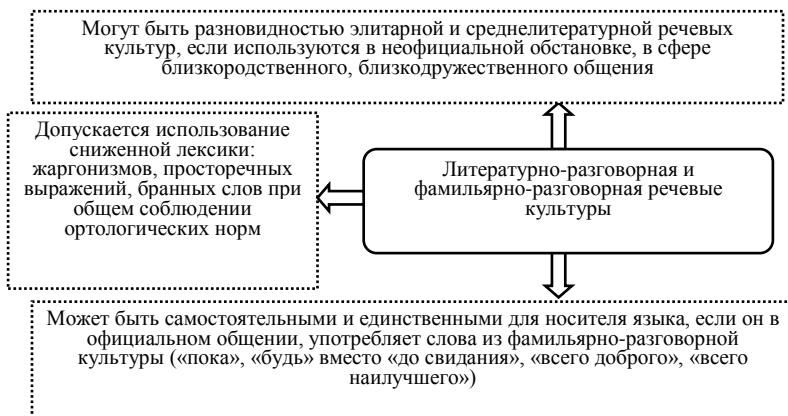 Могут быть разновидностью элитарной и среднелитературной речевых
культур, если используются в неофициальной обстановке, в сфере
близкородственного, близкодружественного общения
Допускается использование
сниженной лексики:
жаргонизмов, просторечных
выражений, бранных слов при
общем соблюдении
ортологических норм
Литературно-разговорная и
фамильярно-разговорная речевые
культуры
Может быть самостоятельными и единственными для носителя языка, если он в
официальном общении, употребляет слова из фамильярно-разговорной
культуры («пока», «будь» вместо «до свидания», «всего доброго», «всего
наилучшего»)